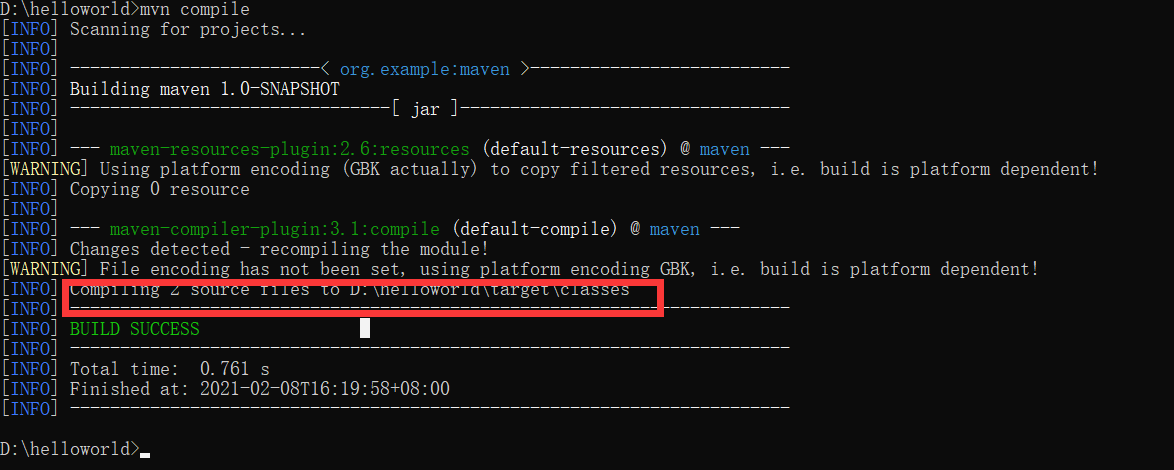 D:\helloworld>mvn compile
[INFO] Scanning for projects...
[INFO]
[INFO] -------------------------< org.example:maven >--------------------------
[INFO] Building maven 1.0-SNAPSHOT
[INFO] --------------------------------[ jar ]---------------------------------
[INFO]
[INFO] --- maven-resources-plugin:2.6:resources (default-resources) @ maven ---
[WARNING] Using platform encoding (GBK actually) to copy filtered resources, i.e. build is platform dependent!
[INFO] Copying 0 resource
[INFO]
[INFO] --- maven-compiler-plugin:3.1:compile (default-compile) @ maven ---
[INFO] Changes detected - recompiling the module!
[WARNING] File encoding has not been set, using platform encoding GBK, i.e. build is platform dependent!
[INFO] Compiling 2 source files to D:\helloworld\target\classes
[INFO] ------------------------------------------------------------------------
[INFO] BUILD SUCCESS
[INFO] ------------------------------------------------------------------------
[INFO] Total time:  0.761 s
[INFO] Finished at: 2021-02-08T16:19:58+08:00
[INFO] ------------------------------------------------------------------------
D:\helloworld>